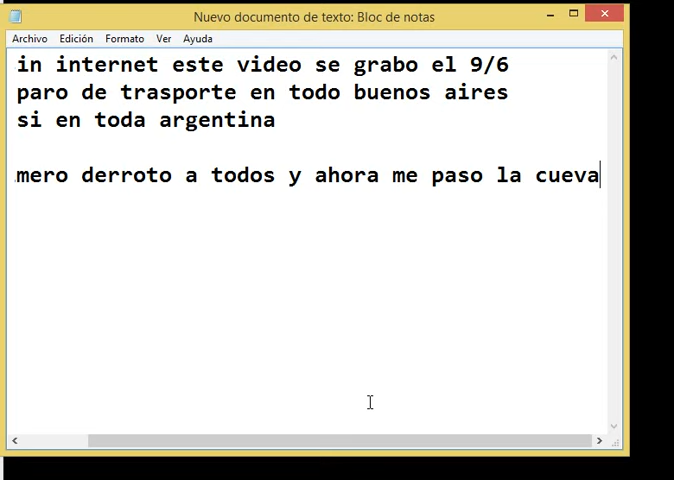 Nuevo documento de texto: Bloc de notas
Archivo Edición Formato Ver Ayuda
in internet este video se grabo el 9/6
paro de trasporte en todo buenos aires
si en toda argentina
mero derroto a todos y ahora me paso la cueva